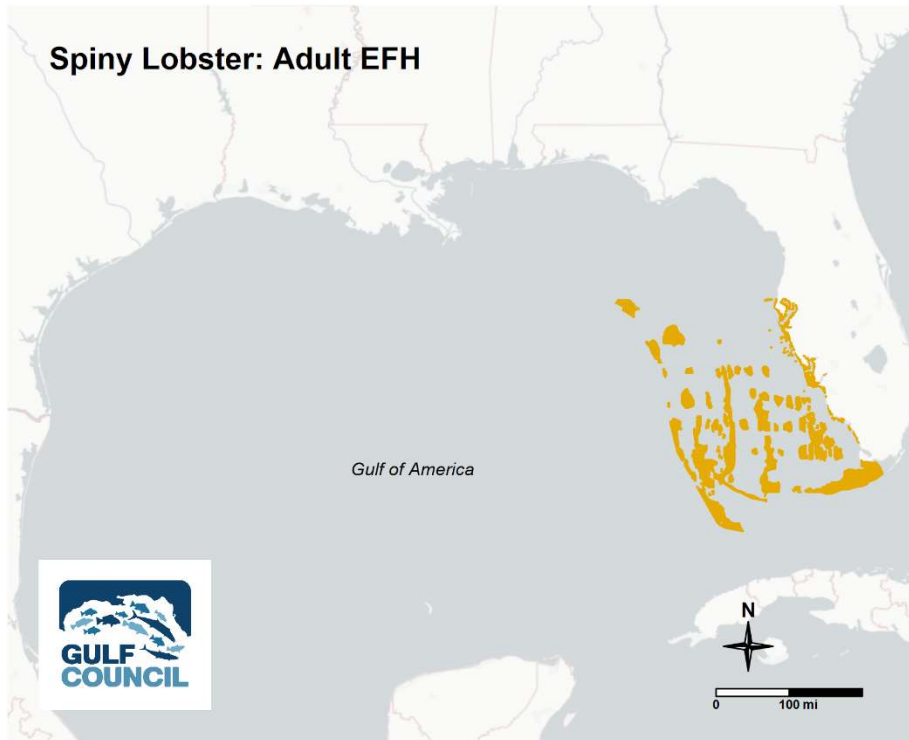 Spiny Lobster: Adult EFH
Gulf of America
GULF
COUNCIL
N
0 100 mi